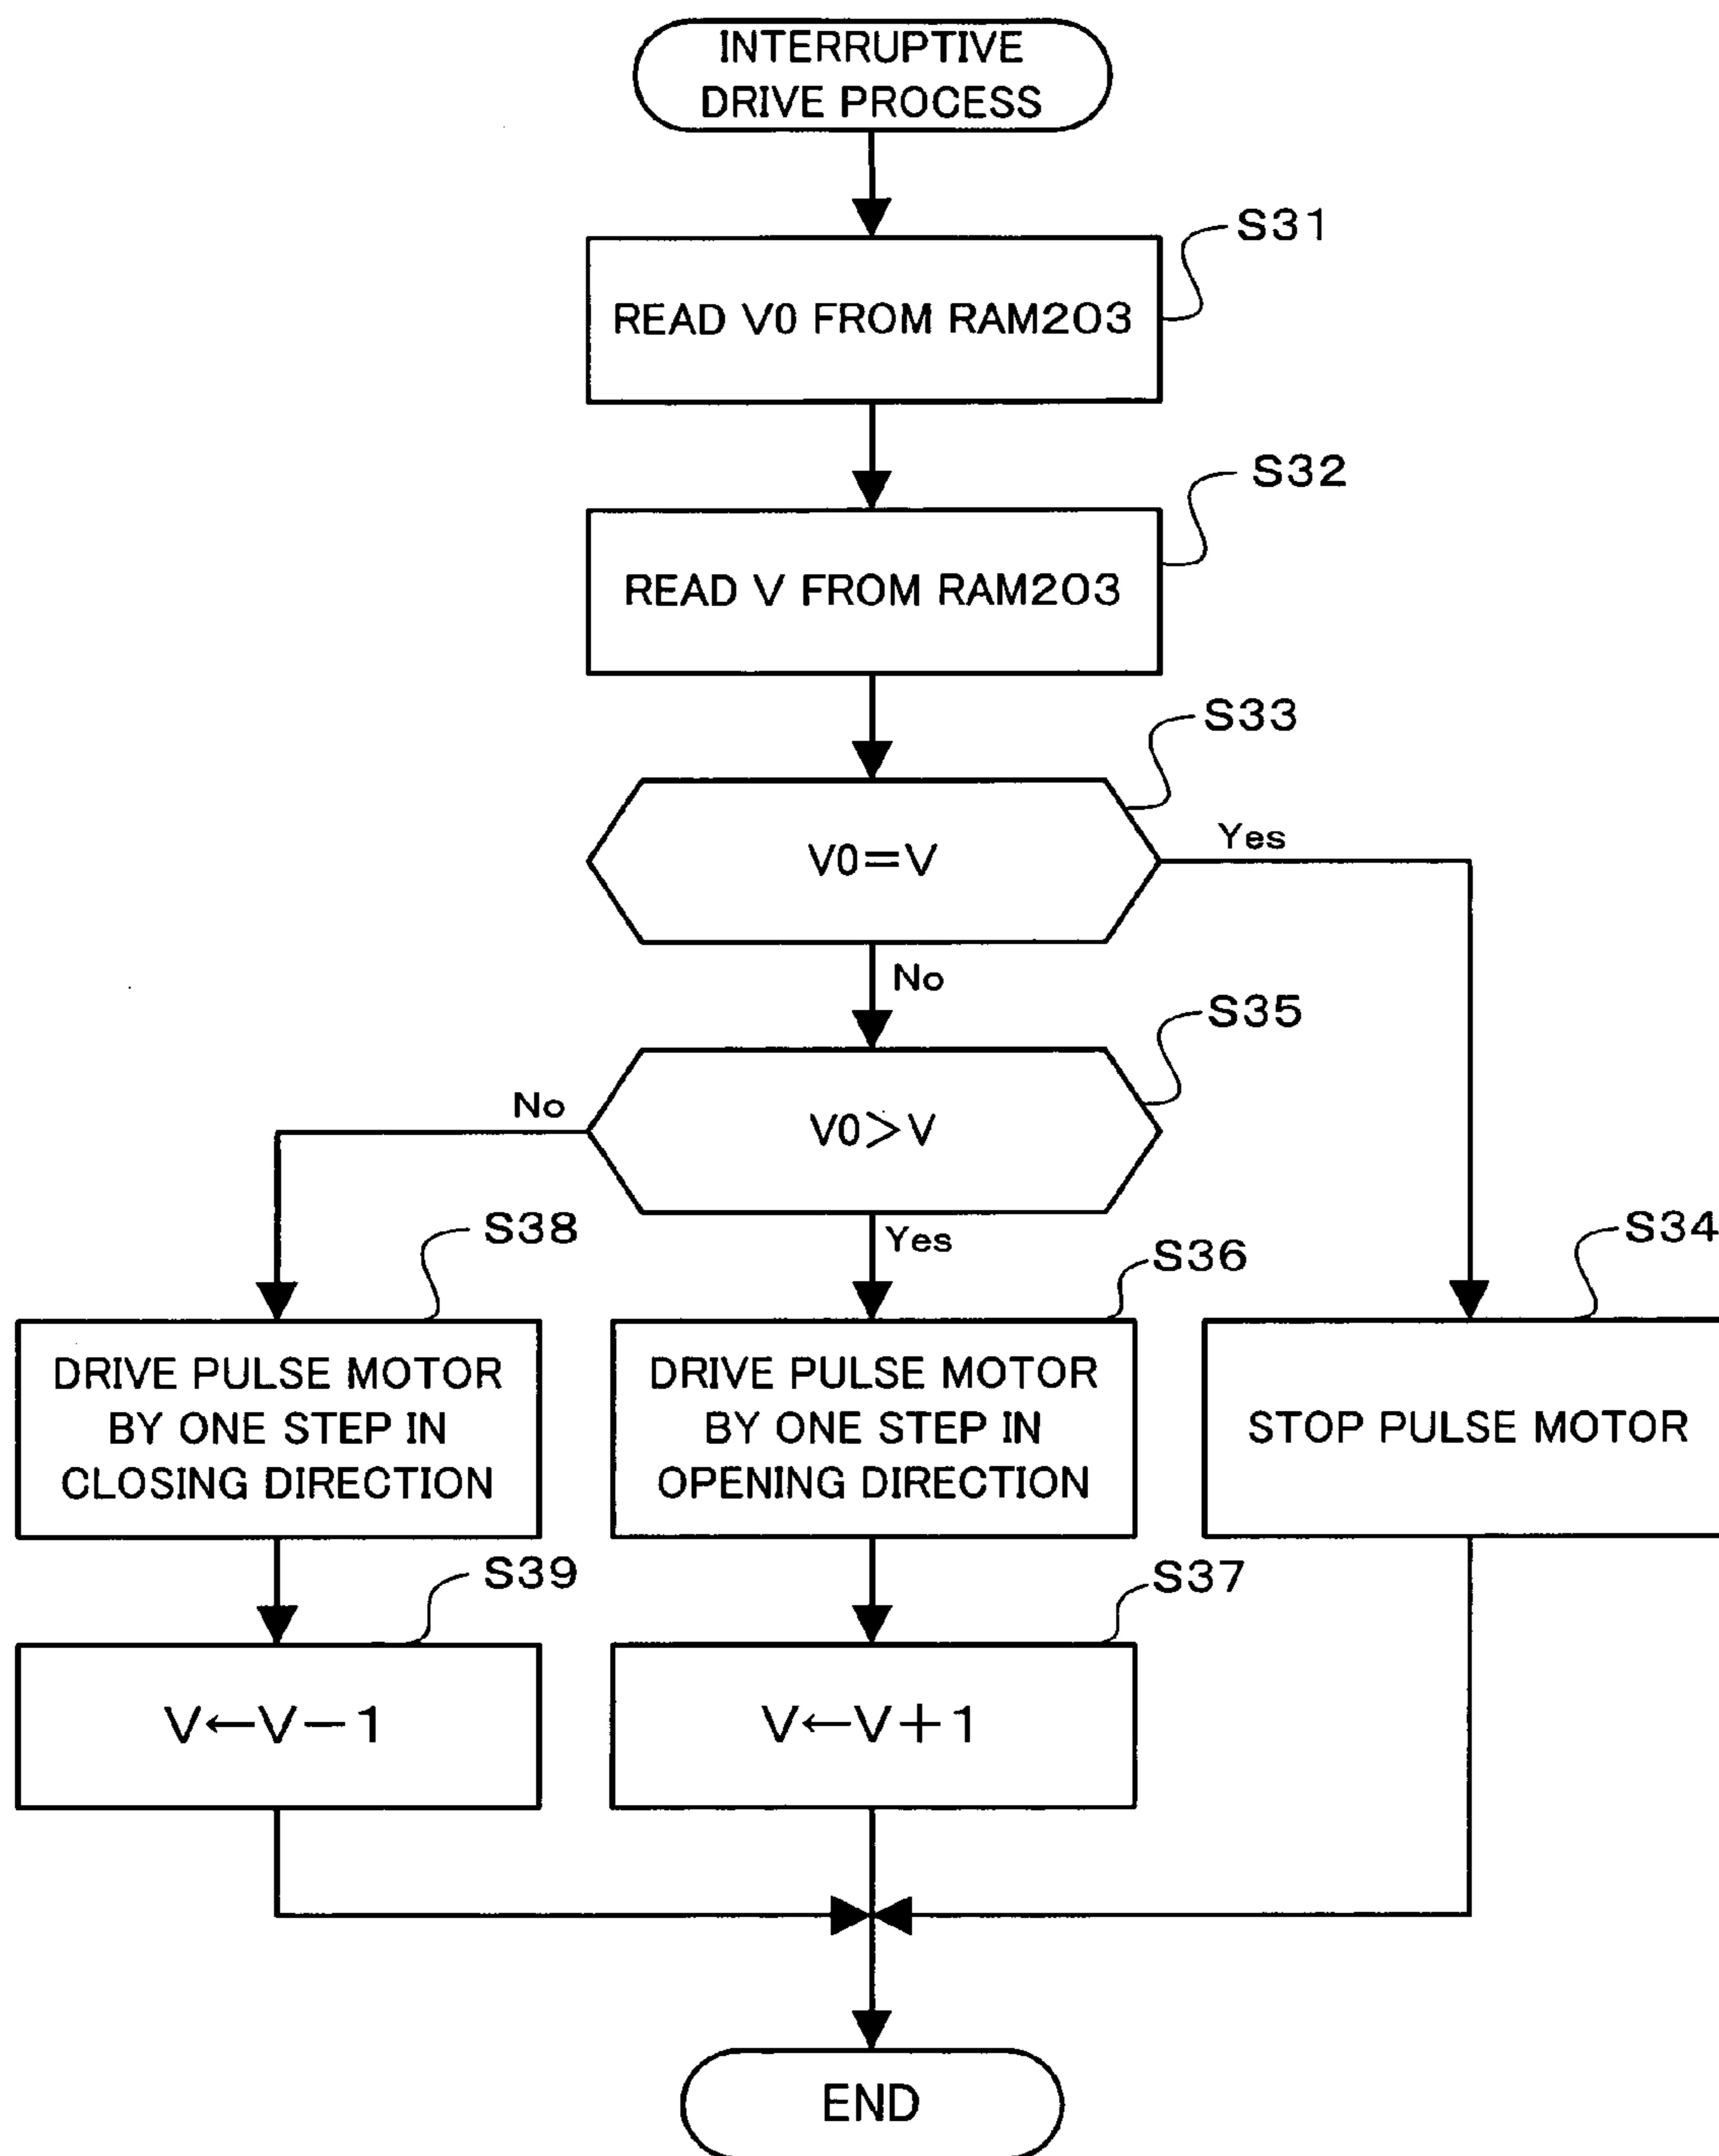 INTERRUPTIVE
DRIVE PROCESS
S31
READ V0 FROM RAM203
S32
READ V FROM RAM203
S33
V0=V
Yes
No
S35
V0>V
No
Yes
S38
S36
S34
DRIVE PULSE MOTOR
BY ONE STEP IN
CLOSING DIRECTION
DRIVE PULSE MOTOR
BY ONE STEP IN
OPENING DIRECTION
STOP PULSE MOTOR
S39
S37
V←V−1
V←V+1
END